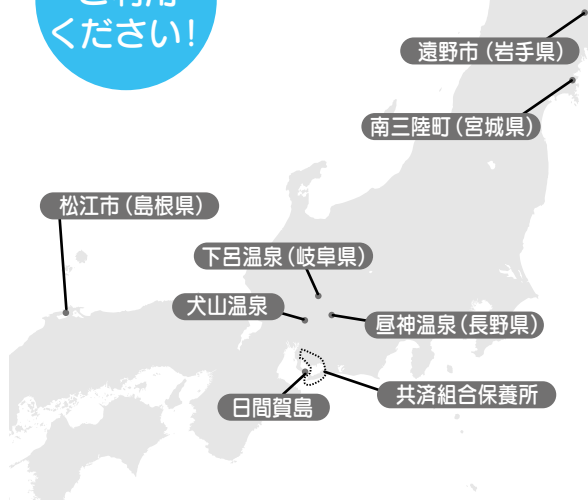 ください!
遠野市(岩手県)
南三陸町(宮城県)
松江市(島根県)
下呂温泉(岐阜県)
犬山温泉
昼神温泉(長野県)
日間賀島
共済組合保養所